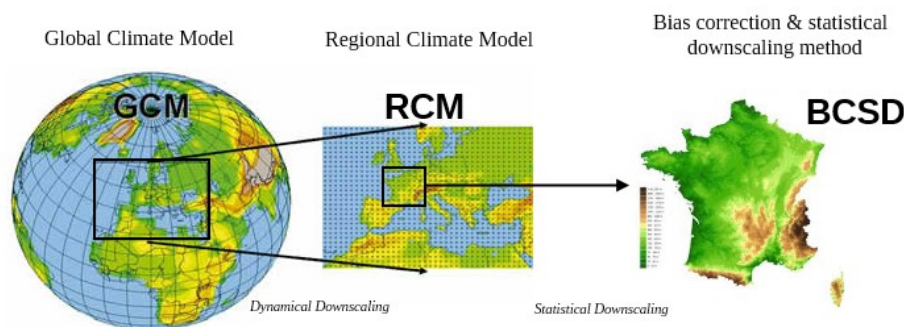 Global Climate Model
Regional Climate Model
Bias correction & statistical
downscaling method
GCM
RCM
BCSD
Dynamical Downscaling
Statistical Downscaling